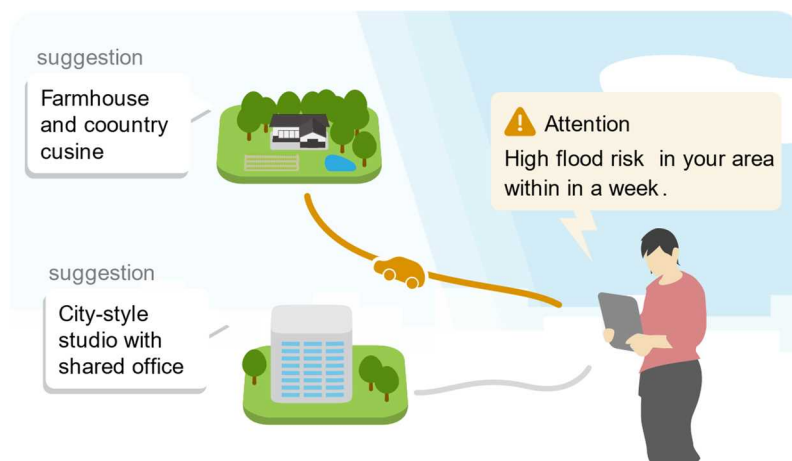 suggestion
Farmhouse
and coountry
cusine
Attention
High flood risk in your area
within in a week.
suggestion
City-style
studio with
shared office